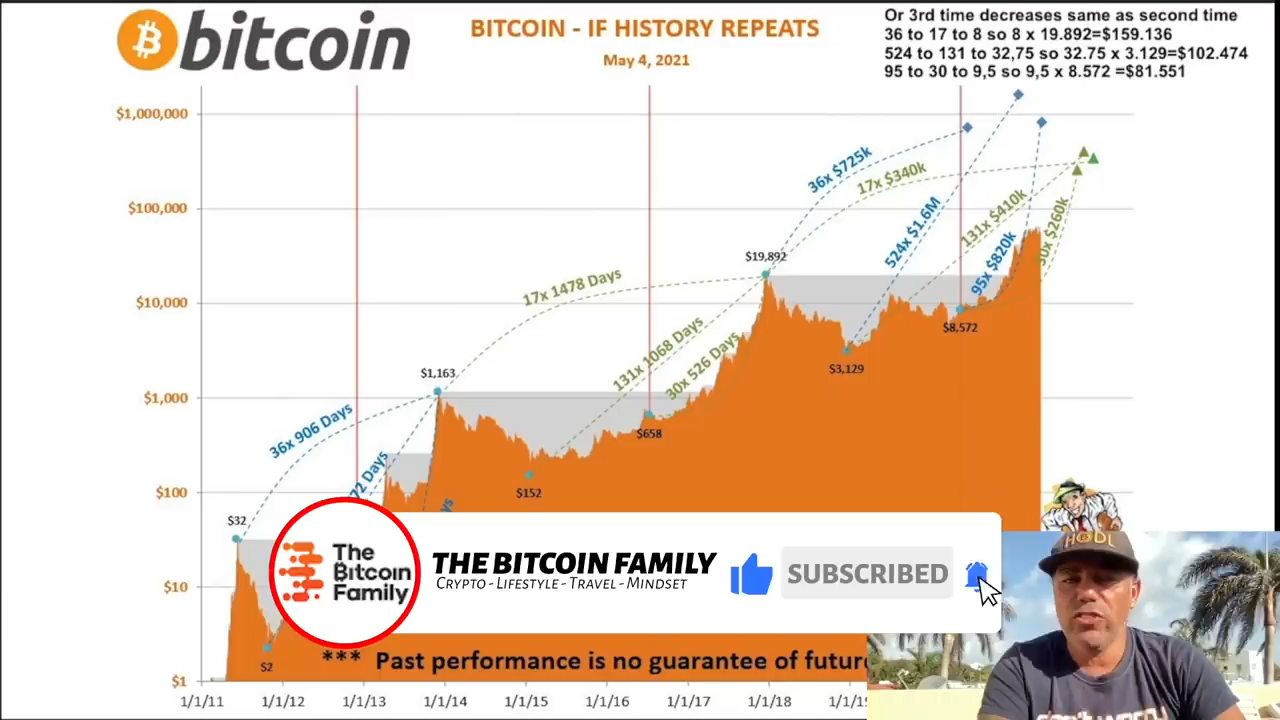 bitcoin
BITCOIN - IF HISTORY REPEATS
May 4, 2021
Or 3rd time decreases same as second time
36 to 17 to 8 so 8 x 19.892=$159.136
524 to 131 to 32,75 so 32.75 x 3.129=$102.474
95 to 30 to 9,5 so 9,5 x 8.572 =$81.551
$1,000,000
$100,000
$10,000
$1,000
$100
$10
$1
36x $725k
17x $340k
524x $1.6M
131x $410k
95x $820k
30x $260k
$19,892
17x 1478 Days
131x 1068 Days
30x 526 Days
$8,572
$3,129
$1,163
36x 906 Days
72 Days
$658
$152
$32
$2
The
Bitcoin
Family
THE BITCOIN FAMILY
CRYPTO - LIFESTYLE - TRAVEL - MINDSET
SUBSCRIBED
HODL
*** Past performance is no guarantee of future
1/1/11 1/1/12 1/1/13 1/1/14 1/1/15 1/1/16 1/1/17 1/1/18